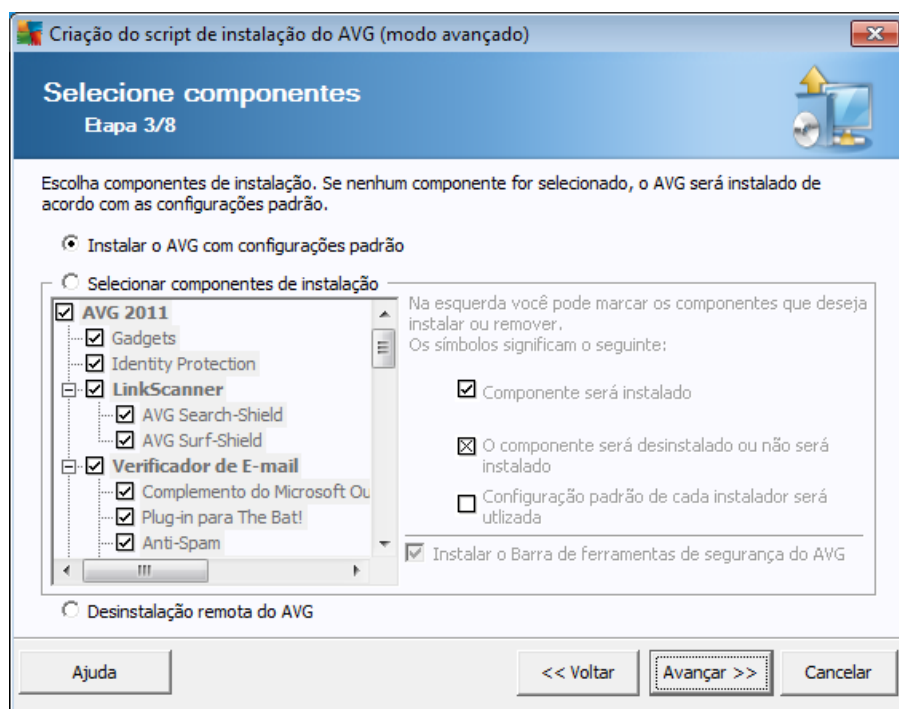 Criação do script de instalação do AVG (modo avançado)
Selecione componentes
Etapa 3/8
Escolha componentes de instalação. Se nenhum componente for selecionado, o AVG será instalado de
acordo com as configurações padrão.
Instalar o AVG com configurações padrão
Selecionar componentes de instalação
AVG 2011
Gadgets
Identity Protection
LinkScanner
AVG Search-Shield
AVG Surf-Shield
Verificador de E-mail
Complemento do Microsoft Ou
Plug-in para The Bat!
Anti-Spam
Na esquerda você pode marcar os componentes que deseja
instalar ou remover.
Os símbolos significam o seguinte:
Componente será instalado
O componente será desinstalado ou não será
instalado
Configuração padrão de cada instalador será
utlizada
Instalar o Barra de ferramentas de segurança do AVG
Desinstalação remota do AVG
Ajuda
<< Voltar
Avançar >>
Cancelar